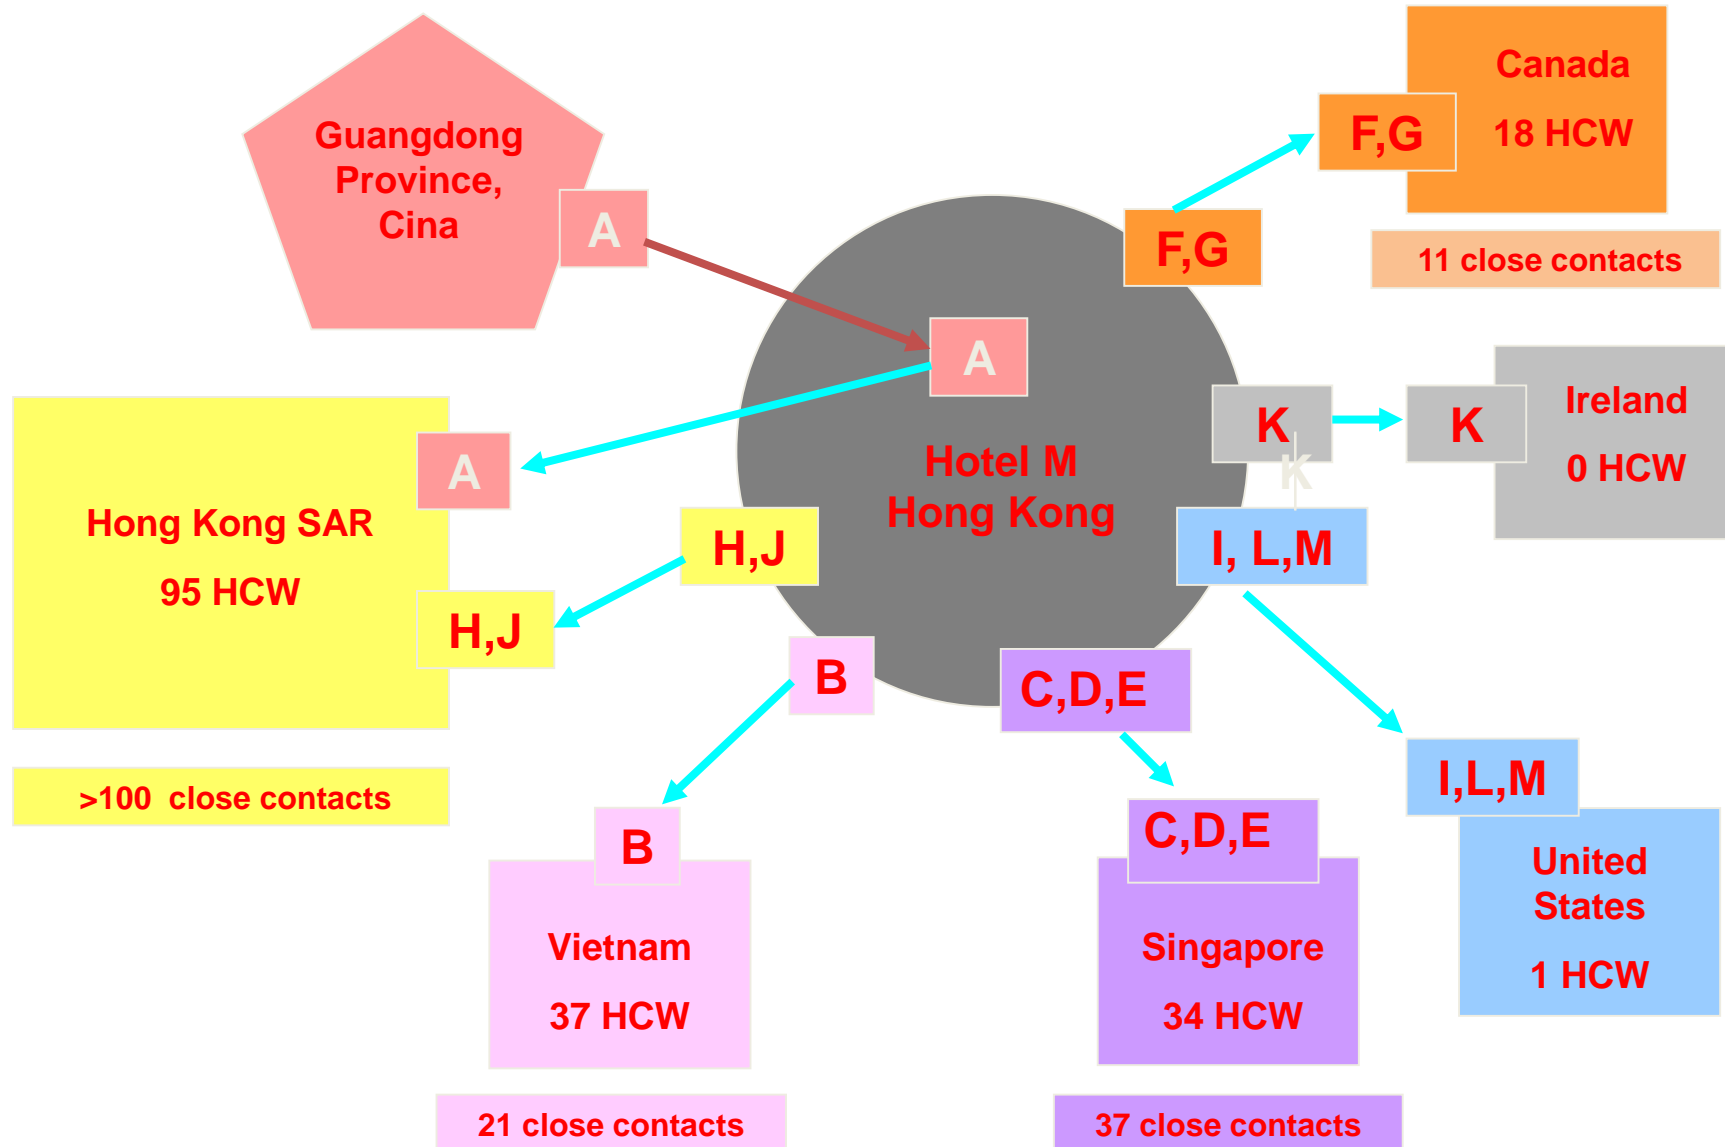 Guangdong
Province,
Cina
A
Canada
18 HCW
F,G
F,G
11 close contacts
A
Hotel M
Hong Kong
K
K
K
Ireland
0 HCW
Hong Kong SAR
95 HCW
A
H,J
H,J
I, L,M
>100 close contacts
B
B
Vietnam
37 HCW
21 close contacts
C,D,E
C,D,E
Singapore
34 HCW
37 close contacts
I,L,M
United
States
1 HCW